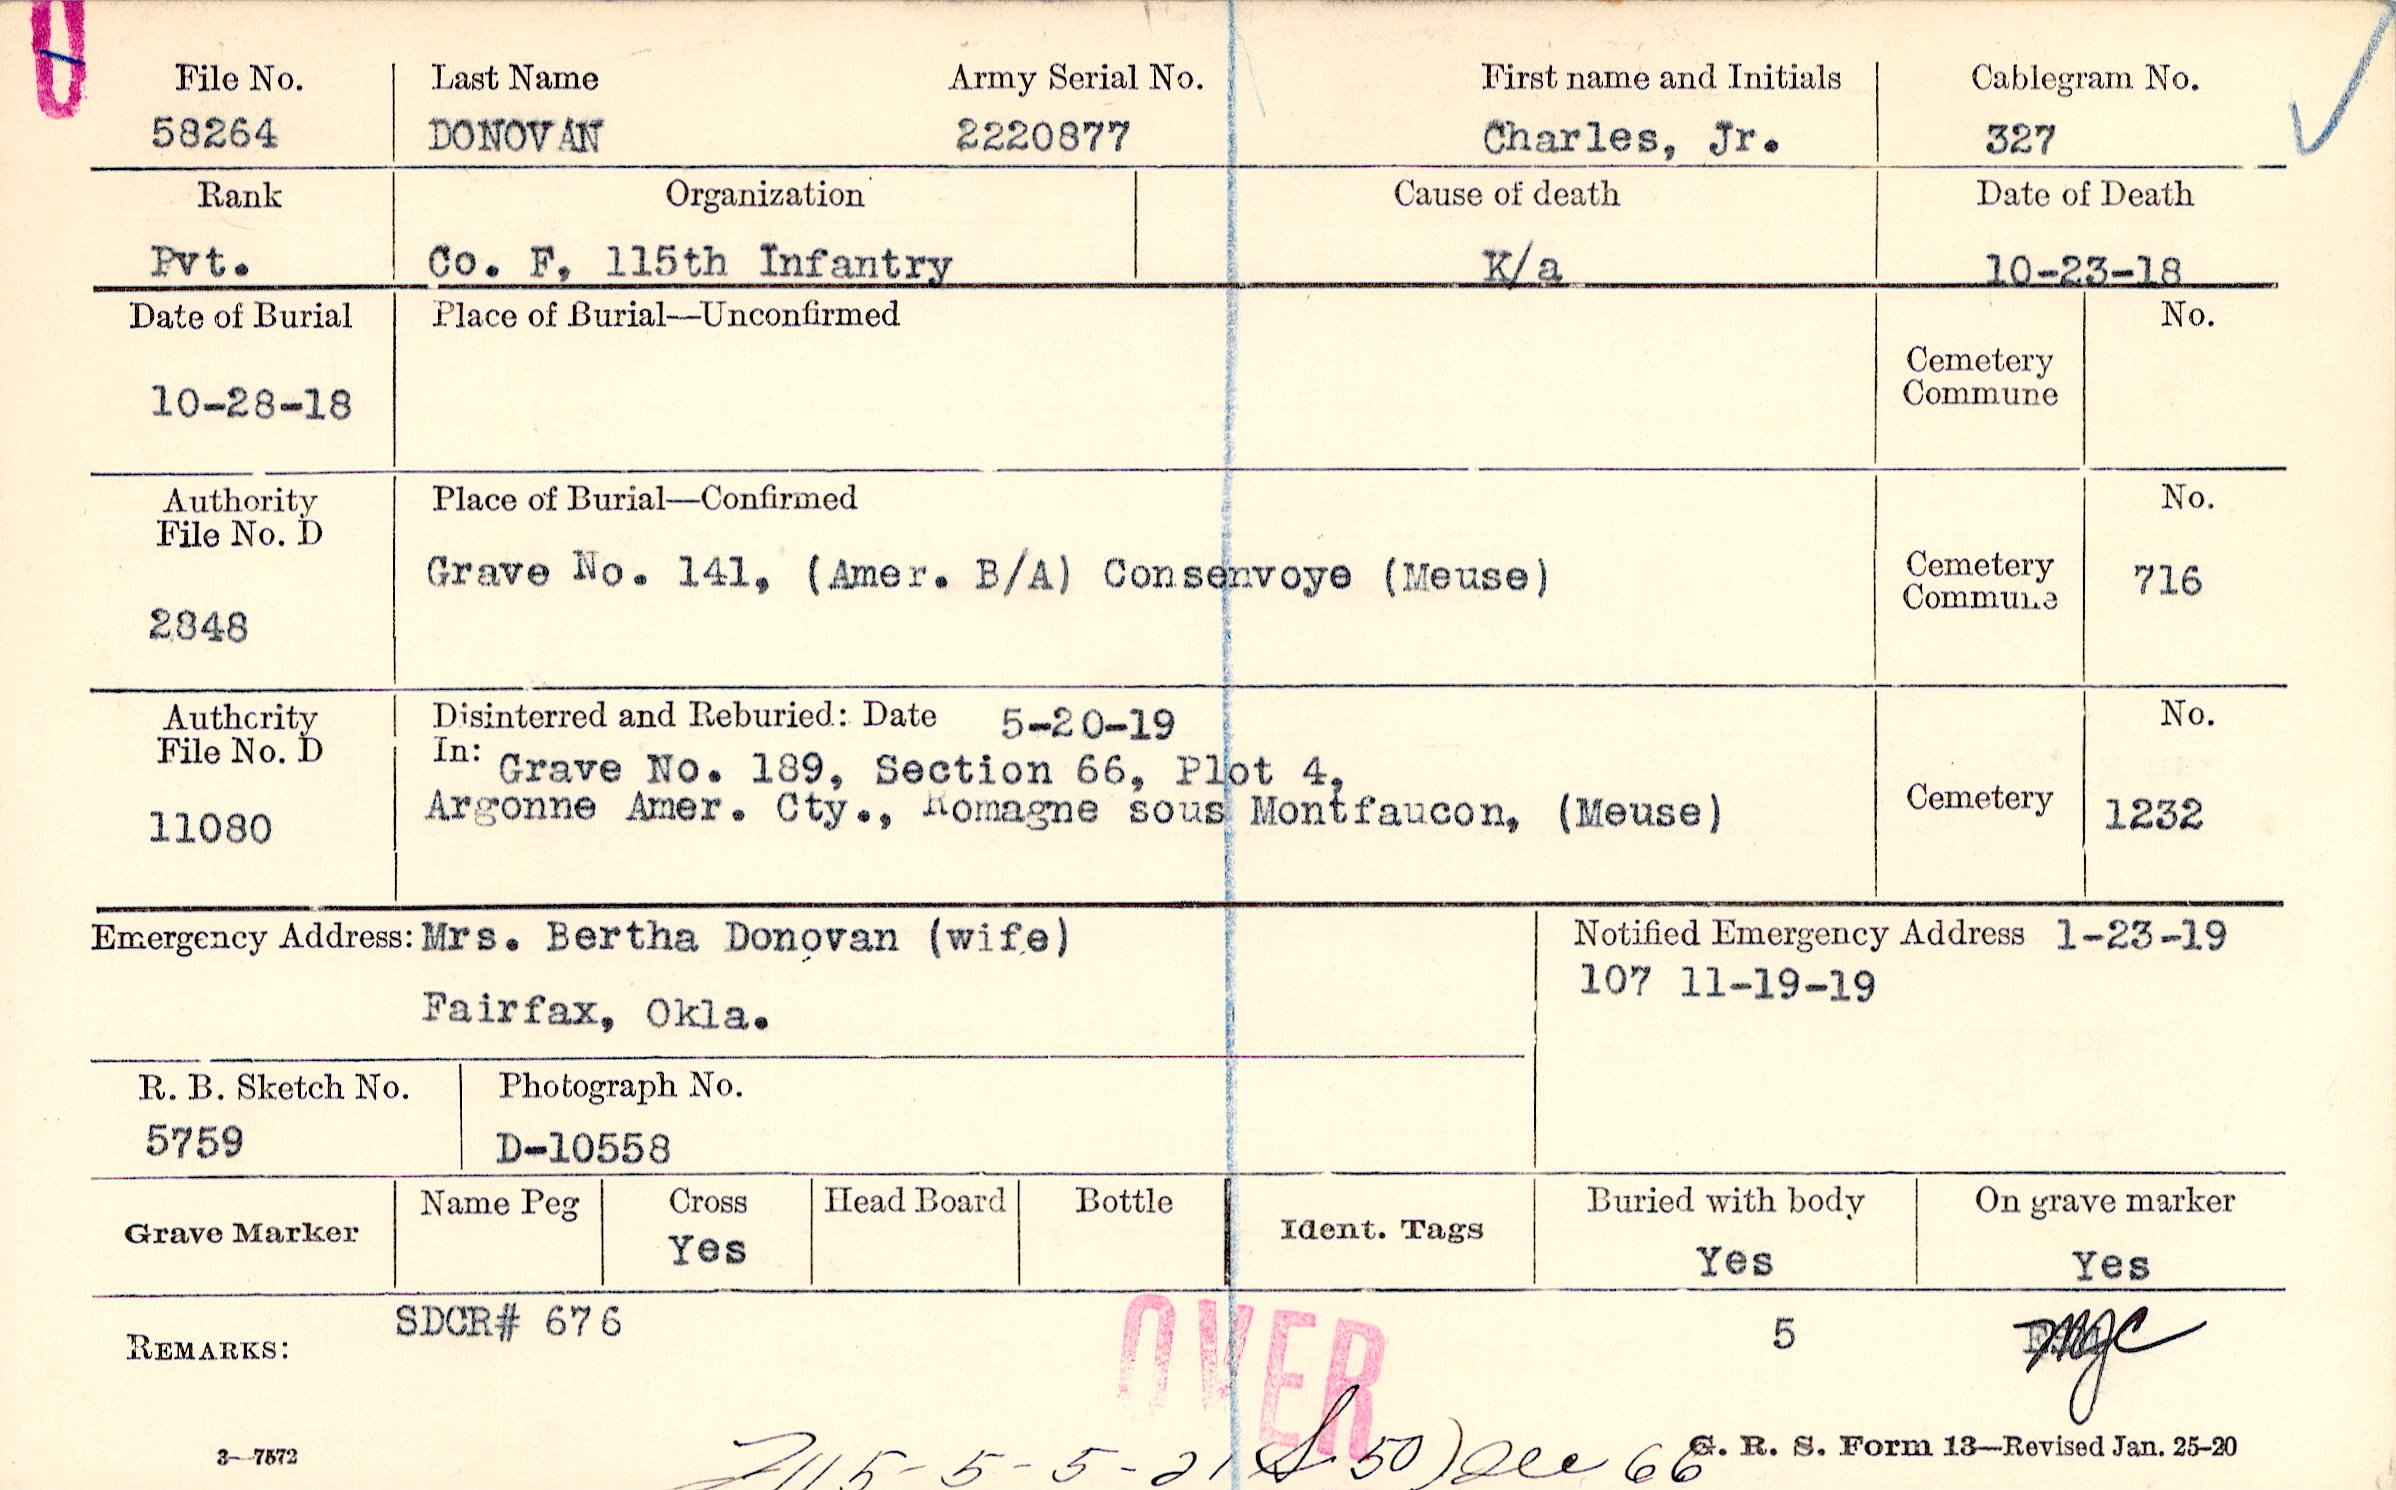 File No. Last Name Army Serial No. First name and Initials Cablegram No.
58264 DONOVAN 2220877 Charles, Jr. 327
Rank Organization Cause of death Date of Death
Pvt. Co. F, 115th Infantry K/a 10-23-18
Date of Burial Place of Burial—Unconfirmed No.
Cemetery
Commune
10-28-18
Authority Place of Burial—Confirmed No.
File No. D
Grave No. 141, (Amer. B/A) Consenvoye (Meuse) Cemetery 716
Commune
2848
Authority Disinterred and Reburied: Date 5-20-19 No.
File No. D In: Grave No. 189, Section 66, Plot 4,
Argonne Amer. Cty., Romagne sous Montfaucon, (Meuse) Cemetery 1232
11080
Emergency Address: Mrs. Bertha Donovan (wife) Notified Emergency Address 1-23-19
107 11-19-19
Fairfax, Okla.
R. B. Sketch No. Photograph No.
5759 D-10558
Grave Marker Name Peg Cross Head Board Bottle Ident. Tags Buried with body On grave marker
Yes Yes Yes
REMARKS: SDCR# 676 5 mgc
OVER
5-5-21 50) 66
3—7572 G. R. S. Form 13—Revised Jan. 25-20